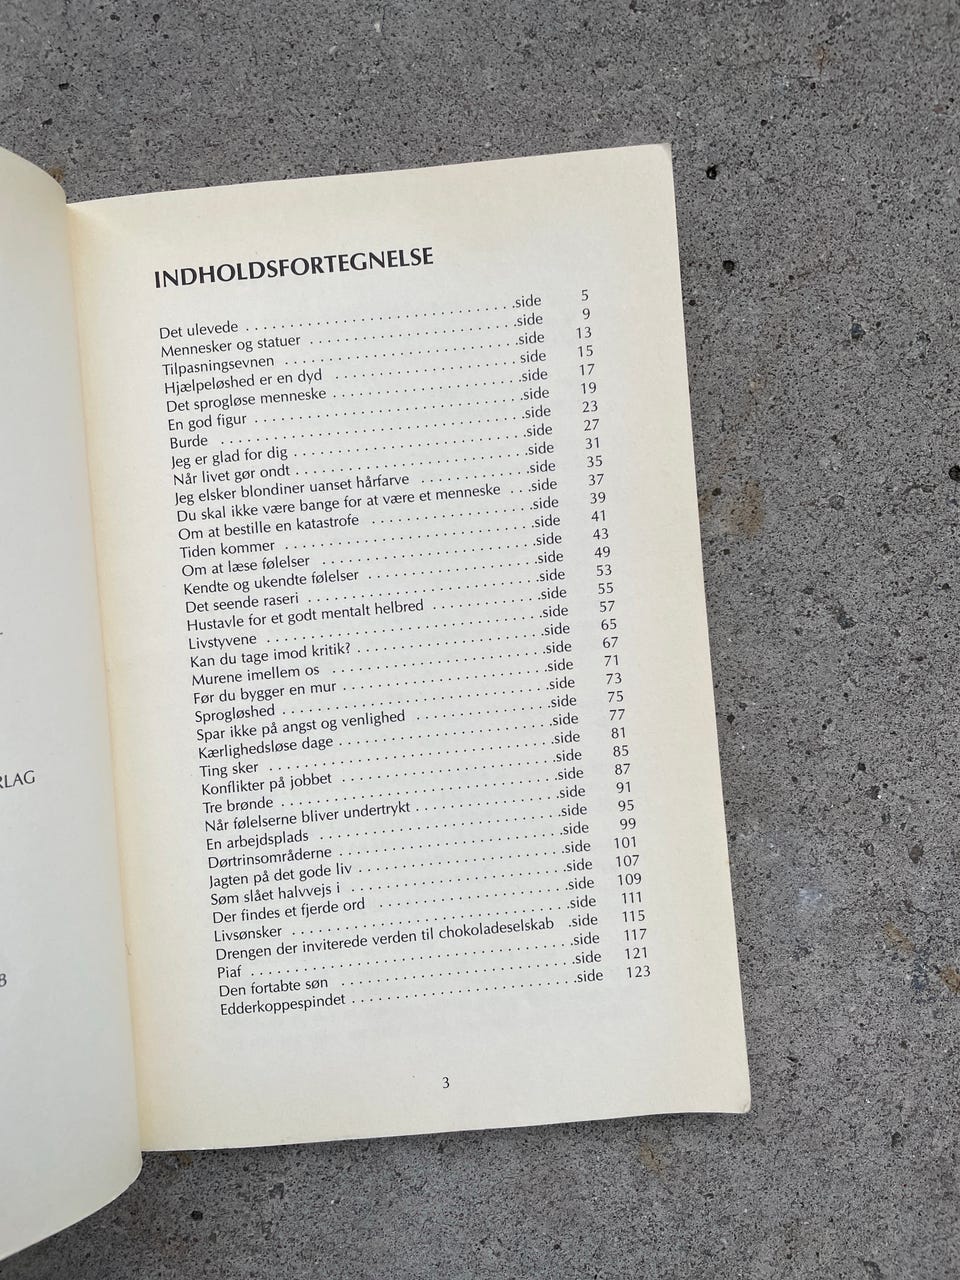 INDHOLDSFORTEGNELSE
Det ulevede . . . . . . . . . . . . . . . . . . . . . . . . . . . . . . .side 5
Mennesker og statuer . . . . . . . . . . . . . . . . . . . . . . . .side 9
Tilpasningsevnen . . . . . . . . . . . . . . . . . . . . . . . . . . .side 13
Hjælpeløshed er en dyd . . . . . . . . . . . . . . . . . . . . . side 15
Det sprogløse menneske . . . . . . . . . . . . . . . . . . . . . .side 17
En god figur . . . . . . . . . . . . . . . . . . . . . . . . . . . . . . .side 19
Burde . . . . . . . . . . . . . . . . . . . . . . . . . . . . . . . . . . .side 23
Jeg er glad for dig . . . . . . . . . . . . . . . . . . . . . . . . . . .side 27
Når livet gør ondt . . . . . . . . . . . . . . . . . . . . . . . . . . .side 31
Jeg elsker blondiner uanset hårfarve . . . . . . . . . . . . .side 35
Du skal ikke være bange for at være et menneske . . .side 37
Om at bestille en katastrofe . . . . . . . . . . . . . . . . . . .side 39
Tiden kommer . . . . . . . . . . . . . . . . . . . . . . . . . . . . .side 41
Om at læse følelser . . . . . . . . . . . . . . . . . . . . . . . . .side 43
Kendte og ukendte følelser . . . . . . . . . . . . . . . . . . . .side 49
Det seende raseri . . . . . . . . . . . . . . . . . . . . . . . . . . .side 53
Hustavle for et godt mentalt helbred . . . . . . . . . . . . .side 55
Livstyvene . . . . . . . . . . . . . . . . . . . . . . . . . . . . . . . .side 57
Kan du tage imod kritik? . . . . . . . . . . . . . . . . . . . . . .side 65
Murene imellem os . . . . . . . . . . . . . . . . . . . . . . . . .side 67
Før du bygger en mur . . . . . . . . . . . . . . . . . . . . . . . .side 71
Sprogløshed . . . . . . . . . . . . . . . . . . . . . . . . . . . . . . .side 73
Spar ikke på angst og venlighed . . . . . . . . . . . . . . . .side 75
Kærlighedsløse dage . . . . . . . . . . . . . . . . . . . . . . . . .side 77
Ting sker . . . . . . . . . . . . . . . . . . . . . . . . . . . . . . . . .side 81
Konflikter på jobbet . . . . . . . . . . . . . . . . . . . . . . . . .side 85
Tre brønde . . . . . . . . . . . . . . . . . . . . . . . . . . . . . . . .side 87
Når følelserne bliver undertrykt . . . . . . . . . . . . . . . . .side 91
En arbejdsplads . . . . . . . . . . . . . . . . . . . . . . . . . . . .side 95
Dørtrinsområderne . . . . . . . . . . . . . . . . . . . . . . . . . .side 99
Jagten på det gode liv . . . . . . . . . . . . . . . . . . . . . . . .side 101
Søm slået halvvejs i . . . . . . . . . . . . . . . . . . . . . . . . .side 107
Der findes et fjerde ord . . . . . . . . . . . . . . . . . . . . . .side 109
Livsønsker . . . . . . . . . . . . . . . . . . . . . . . . . . . . . . . .side 111
Drengen der inviterede verden til chokoladeselskab .side 115
Piaf . . . . . . . . . . . . . . . . . . . . . . . . . . . . . . . . . . . . .side 117
Den fortabte søn . . . . . . . . . . . . . . . . . . . . . . . . . . .side 121
Edderkoppespindet . . . . . . . . . . . . . . . . . . . . . . . . . .side 123
3